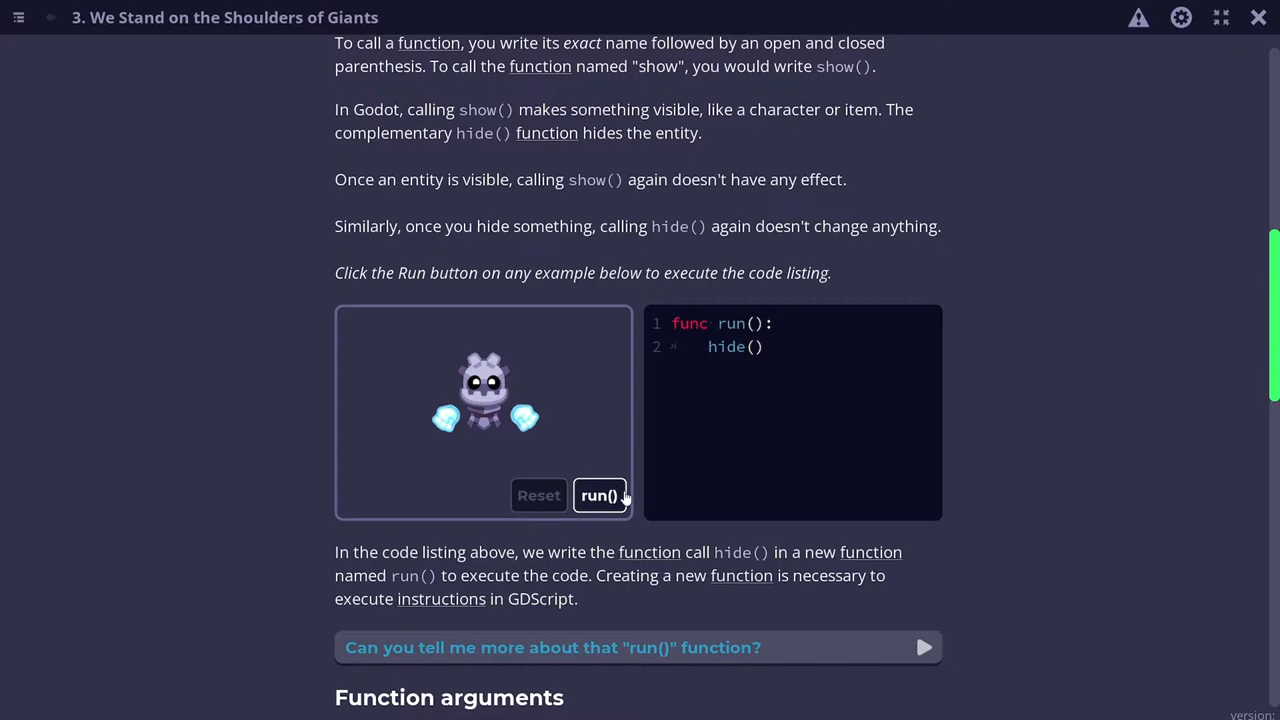 3. We Stand on the Shoulders of Giants
To call a function, you write its exact name followed by an open and closed
parenthesis. To call the function named "show", you would write show().
In Godot, calling show() makes something visible, like a character or item. The
complementary hide() function hides the entity.
Once an entity is visible, calling show() again doesn't have any effect.
Similarly, once you hide something, calling hide() again doesn't change anything.
Click the Run button on any example below to execute the code listing.
1 func run():
2 hide()
Reset run()
In the code listing above, we write the function call hide() in a new function
named run() to execute the code. Creating a new function is necessary to
execute instructions in GDScript.
Can you tell me more about that "run()" function?
Function arguments
version: